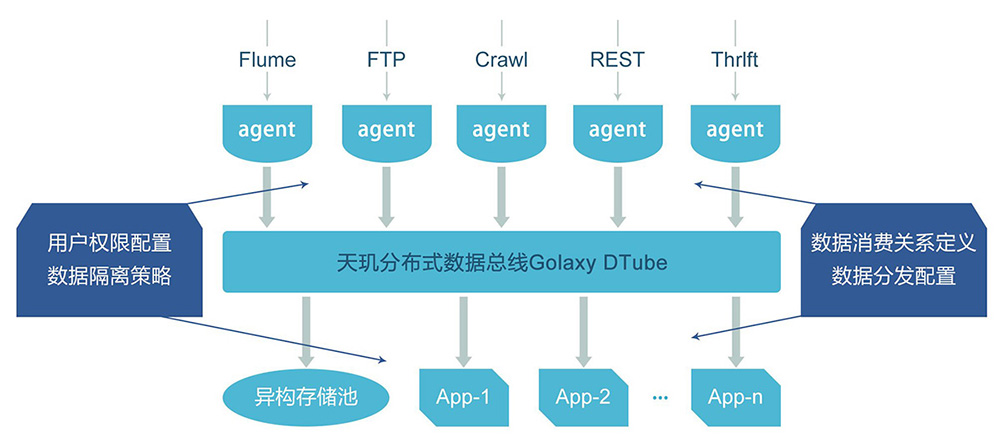 Flume FTP Crawl REST Thrlft
agent agent agent agent agent
用户权限配置
数据隔离策略
天玑分布式数据总线Golaxy DTube
数据消费关系定义
数据分发配置
异构存储池 App-1 App-2 ... App-n